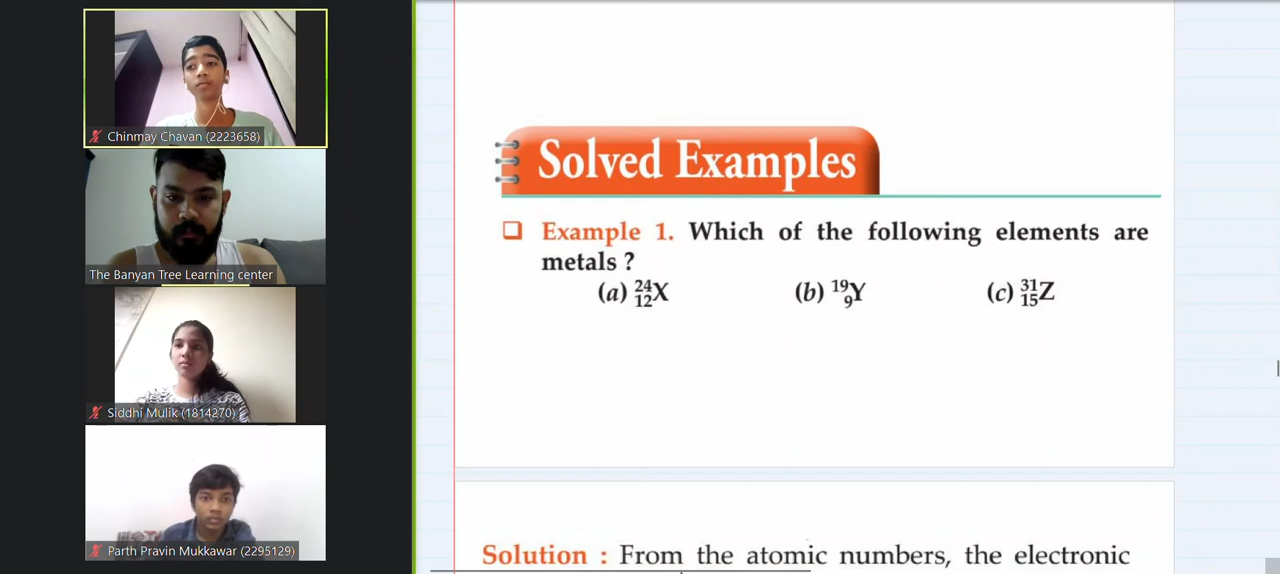 Chinmay Chavan (2223658)
The Banyan Tree Learning center
Siddhi Mulik (1814270)
Parth Pravin Mukkawar (2295129)
Solved Examples
❑ Example 1. Which of the following elements are
metals ?
(a) ²⁴₁₂X (b) ¹⁹₉Y (c) ³¹₁₅Z
Solution : From the atomic numbers, the electronic